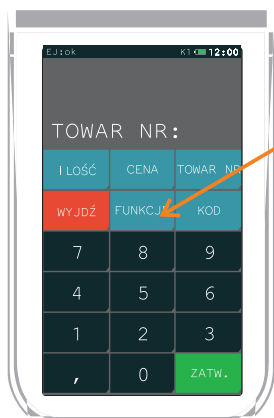 EJ:ok K1 12:00
TOWAR NR:
ILOŚĆ CENA TOWAR NR
WYJDŹ FUNKCJE KOD
7 8 9
4 5 6
1 2 3
, 0 ZATW.